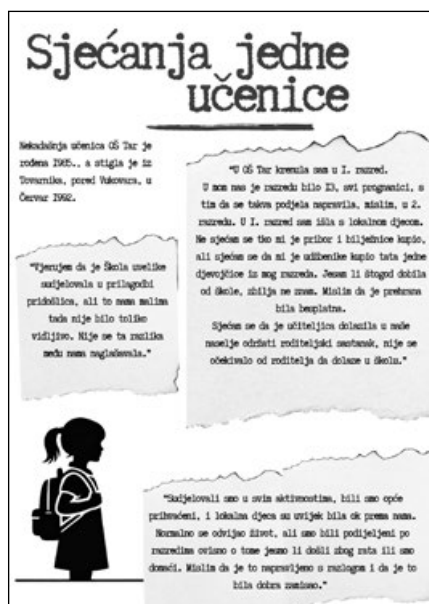 Sjećanja jedne
učenice
Nekadašnja učenica OŠ Tar je
rođena 1985., a stigla je iz
Tovarnika, pored Vukovara, u
Červar 1992.
"U OŠ Tar krenula sam u I. razred.
U mom nas je razredu bilo 13, svi prognanici, s
tim da se takva podjela napravila, mislim, u 2.
razredu. U I. razred sam išla s lokalnom djecom.
Ne sjećam se tko mi je pribor i bilježnice kupio,
ali sjećam se da mi je udžbenike kupio tata jedne
djevojčice iz mog razreda. Jesam li štogod dobila
od škole, zbilja ne znam. Mislim da je prehrana
bila besplatna.
Sjećam se da je učiteljica dolazila u naše
naselje održati roditeljski sastanak, nije se
očekivalo od roditelja da dolaze u školu."
"Vjerujem da je Škola uvelike
sudjelovala u prilagodbi
pridošlica, ali to nama malima
tada nije bilo toliko
vidljivo. Nije se ta razlika
među nama naglašavala."
"Sudjelovali smo u svim aktivnostima, bili smo opće
prihvaćeni, i lokalna djeca su uvijek bila ok prema nama.
Normalno se odvijao život, ali smo bili podijeljeni po
razredima ovisno o tome jesmo li došli zbog rata ili smo
domaći. Mislim da je to napravljeno s razlogom i da je to
bila dobra zamisao."